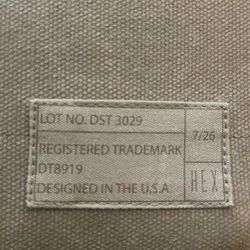 LOT NO. DST 3029
7/26
REGISTERED TRADEMARK
DT8919
DESIGNED IN THE U.S.A.
HEX